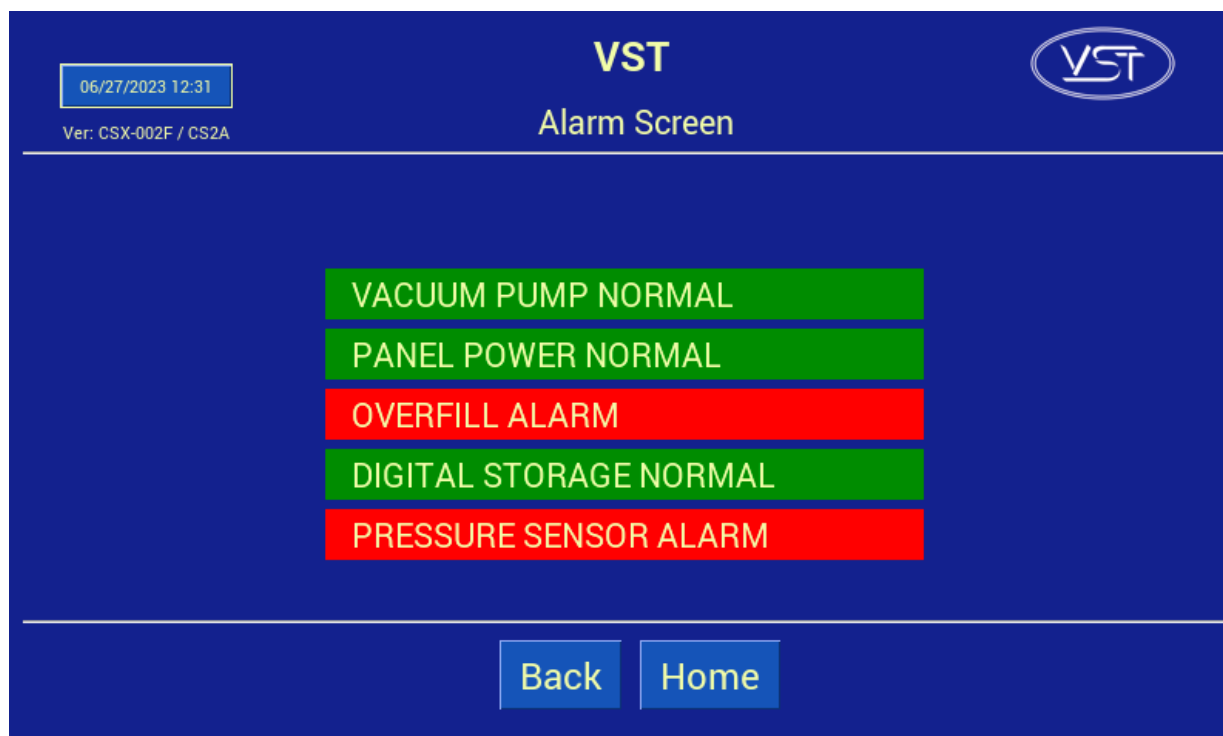 VST
VST
06/27/2023 12:31
Alarm Screen
Ver: CSX-002F / CS2A
VACUUM PUMP NORMAL
PANEL POWER NORMAL
OVERFILL ALARM
DIGITAL STORAGE NORMAL
PRESSURE SENSOR ALARM
Back
Home